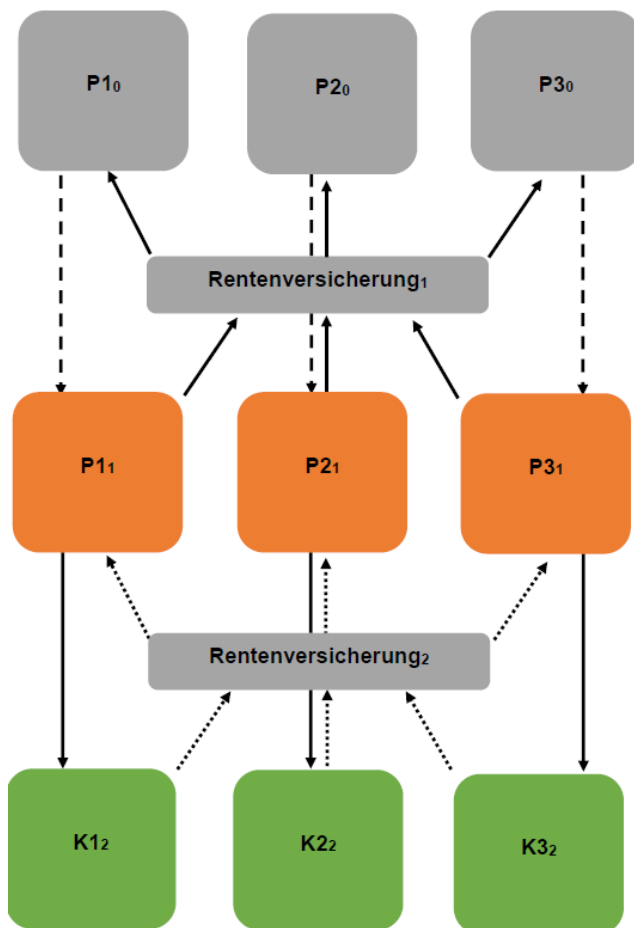 P1₀
P2₀
P3₀
Rentenversicherung₁
P1₁
P2₁
P3₁
Rentenversicherung₂
K1₂
K2₂
K3₂